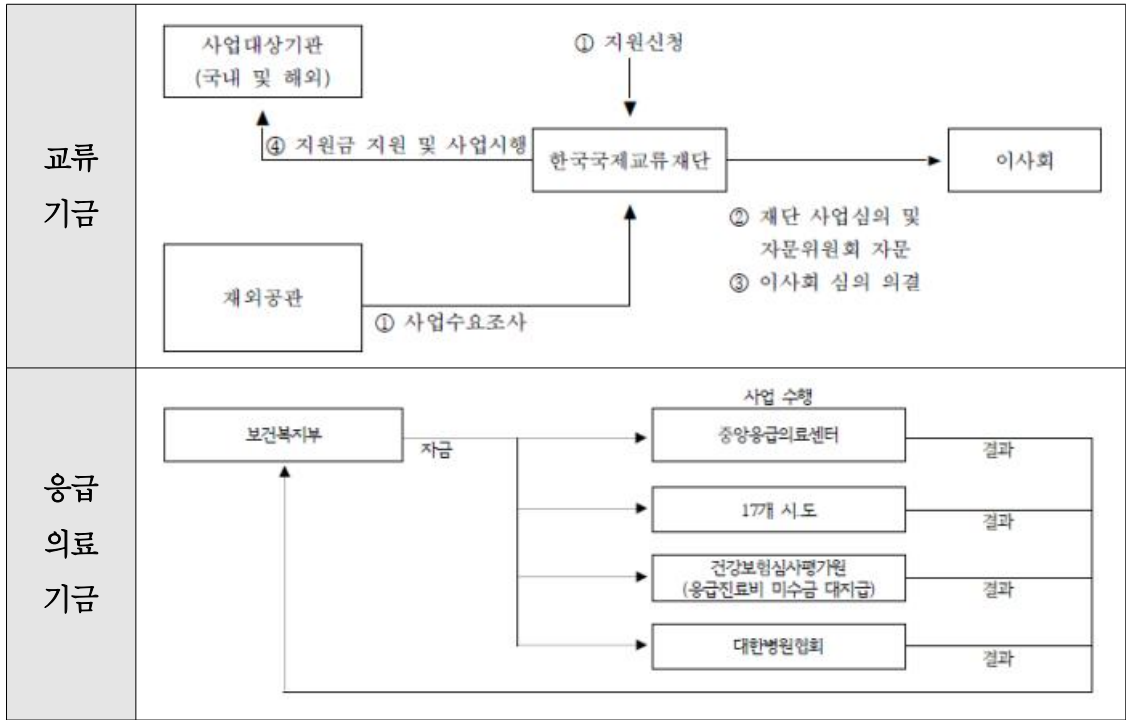 교류
기금
사업대상기관
(국내 및 해외)
① 지원신청
④ 지원금 지원 및 사업시행
한국국제교류재단
이사회
② 재단 사업심의 및
자문위원회 자문
③ 이사회 심의 의결
재외공관
① 사업수요조사
응급
의료
기금
사업 수행
보건복지부
자금
중앙응급의료센터
결과
17개 시.도
결과
건강보험심사평가원
(응급진료비 미수금 대지급)
결과
대한병원협회
결과